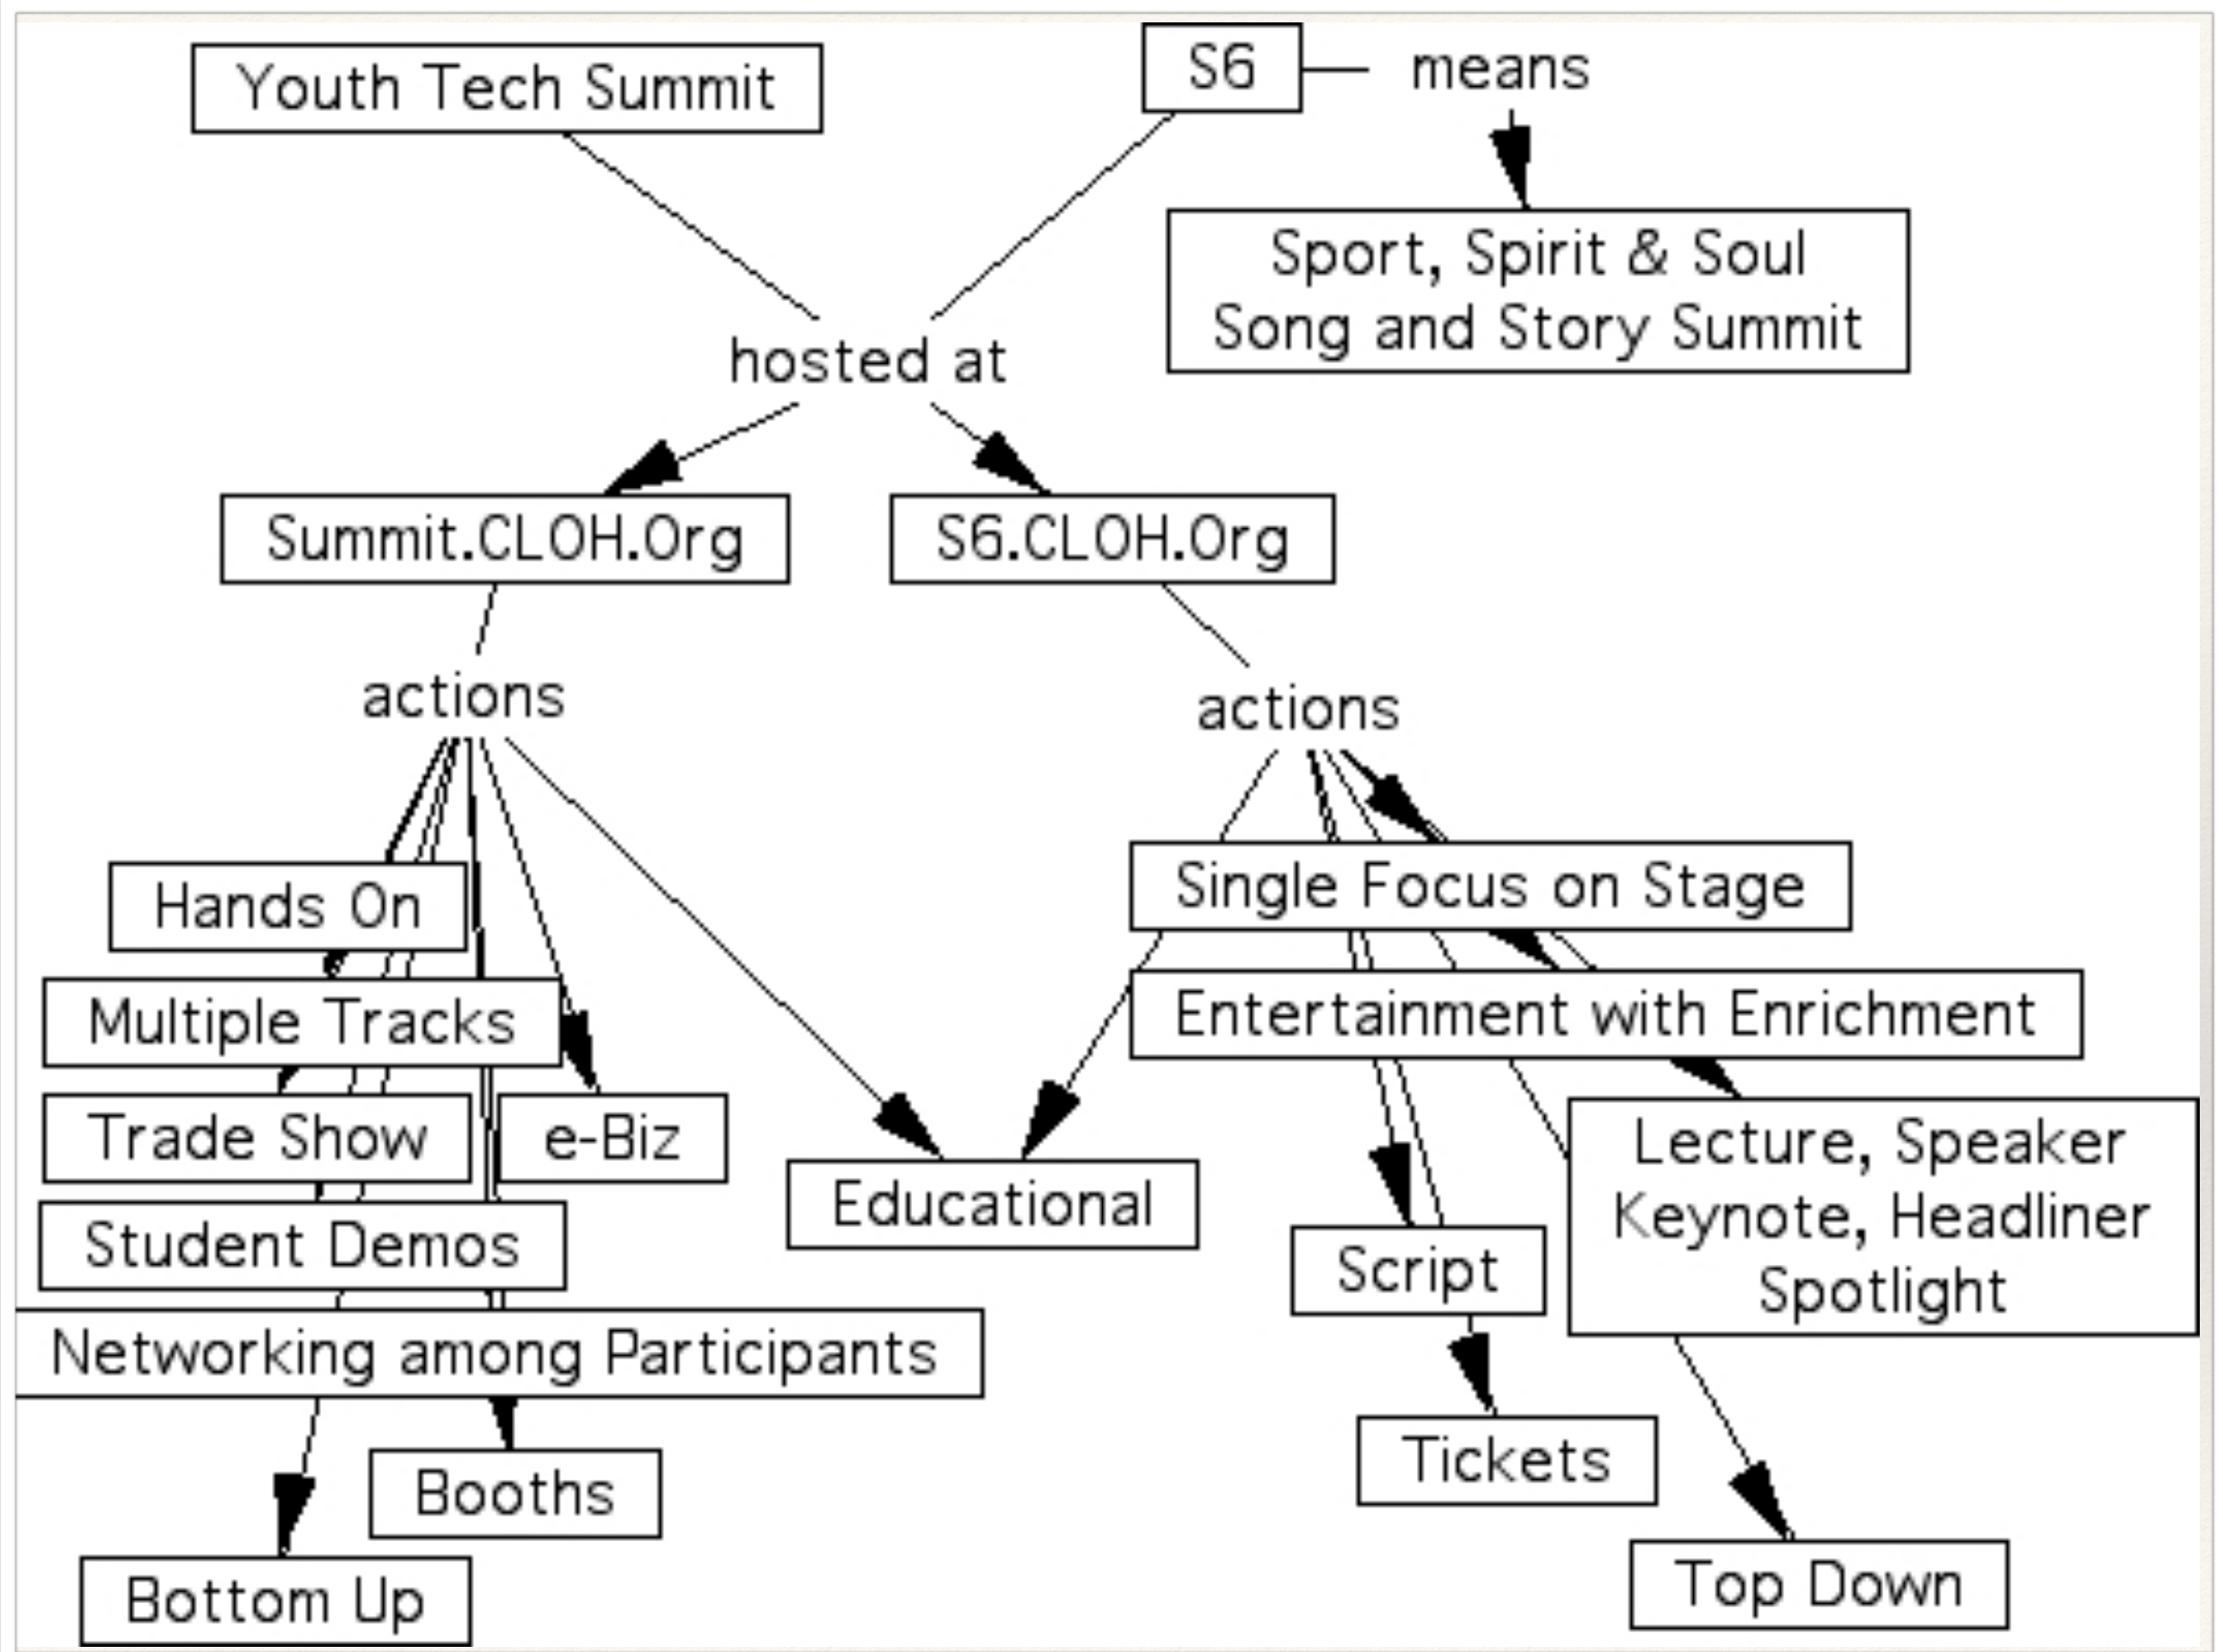 Youth Tech Summit
S6
means
Sport, Spirit & Soul
Song and Story Summit
hosted at
Summit.CLOH.Org
S6.CLOH.Org
actions
actions
Hands On
Single Focus on Stage
Multiple Tracks
Entertainment with Enrichment
Trade Show
e-Biz
Lecture, Speaker
Keynote, Headliner
Spotlight
Educational
Student Demos
Script
Networking among Participants
Tickets
Booths
Bottom Up
Top Down